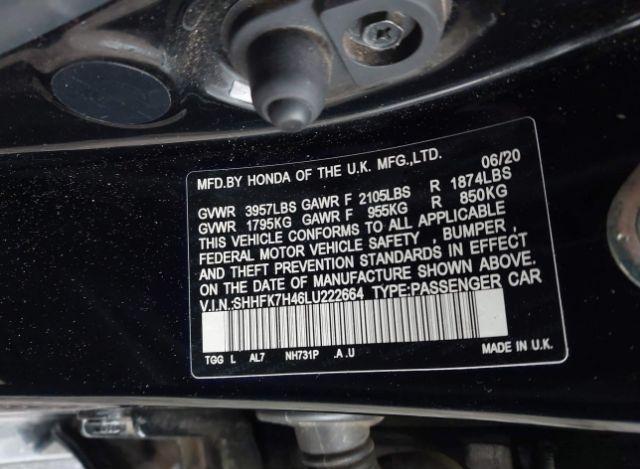 MFD.BY HONDA OF THE U.K. MFG.,LTD. 06/20
GVWR 3957LBS GAWR F 2105LBS R 1874LBS
GVWR 1795KG GAWR F 955KG R 850KG
THIS VEHICLE CONFORMS TO ALL APPLICABLE
FEDERAL MOTOR VEHICLE SAFETY , BUMPER ,
AND THEFT PREVENTION STANDARDS IN EFFECT
ON THE DATE OF MANUFACTURE SHOWN ABOVE.
V.I.N.:SHHFK7H46LU222664 TYPE:PASSENGER CAR
TGG L AL7 NH731P .A .U MADE IN U.K.